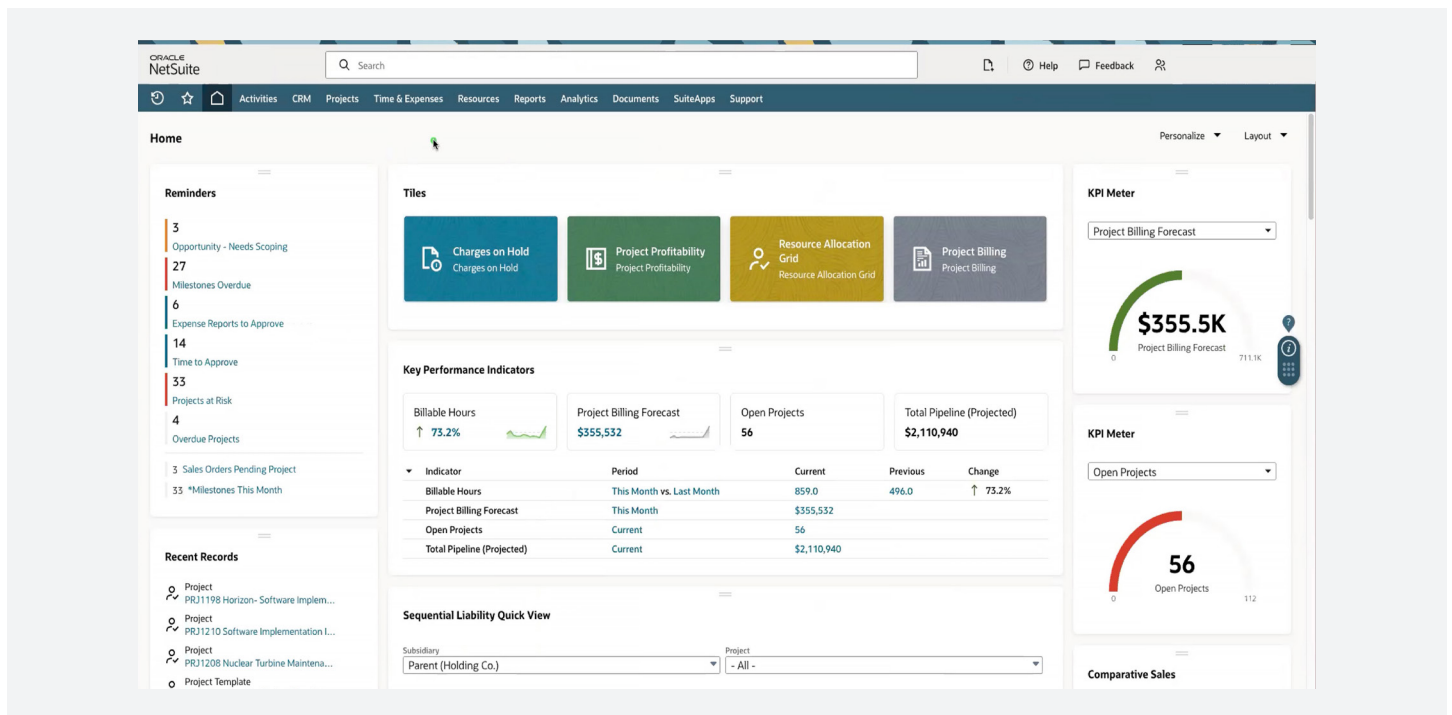 ORACLE
NetSuite
Search
Help
Feedback
Activities CRM Projects Time & Expenses Resources Reports Analytics Documents SuiteApps Support
Home
Personalize
Layout
Reminders
3
Opportunity - Needs Scoping
27
Milestones Overdue
6
Expense Reports to Approve
14
Time to Approve
33
Projects at Risk
4
Overdue Projects
3 Sales Orders Pending Project
33 *Milestones This Month
Recent Records
Project
PRJ1198 Horizon- Software Implem...
Project
PRJ1210 Software Implementation I...
Project
PRJ1208 Nuclear Turbine Maintena...
Project Template
Tiles
Charges on Hold
Charges on Hold
Project Profitability
Project Profitability
Resource Allocation
Grid
Resource Allocation Grid
Project Billing
Project Billing
Key Performance Indicators
Billable Hours
↑ 73.2%
Project Billing Forecast
$355,532
Open Projects
56
Total Pipeline (Projected)
$2,110,940
Indicator Period Current Previous Change
Billable Hours This Month vs. Last Month 859.0 496.0 ↑ 73.2%
Project Billing Forecast This Month $355,532
Open Projects Current 56
Total Pipeline (Projected) Current $2,110,940
Sequential Liability Quick View
Subsidiary
Parent (Holding Co.)
Project
- All -
KPI Meter
Project Billing Forecast
$355.5K
Project Billing Forecast
0
711.1K
KPI Meter
Open Projects
56
Open Projects
0
112
Comparative Sales